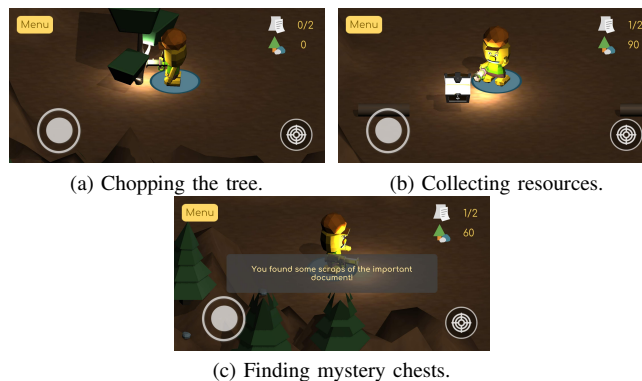 Menu
0/2
0
Menu
1/2
90
(a) Chopping the tree.
(b) Collecting resources.
Menu
1/2
60
You found some scraps of the important
document!
(c) Finding mystery chests.